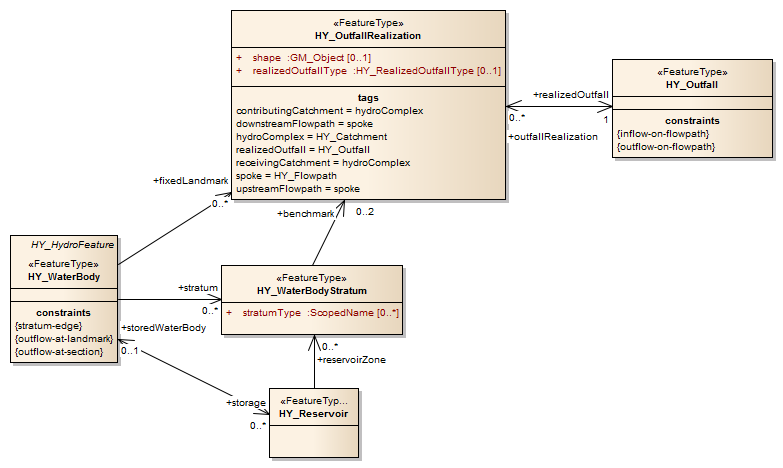 «FeatureType»
HY_OutfallRealization
+ shape :GM_Object [0..1]
+ realizedOutfallType :HY_RealizedOutfallType [0..1]
tags
contributingCatchment = hydroComplex
downstreamFlowpath = spoke
hydroComplex = HY_Catchment
realizedOutfall = HY_Outfall
receivingCatchment = hydroComplex
spoke = HY_Flowpath
upstreamFlowpath = spoke
+realizedOutfall
0..*
1
+outfallRealization
«FeatureType»
HY_Outfall
constraints
{inflow-on-flowpath}
{outflow-on-flowpath}
+fixedLandmark
0..*
+benchmark
0..2
HY_HydroFeature
«FeatureType»
HY_WaterBody
constraints
{stratum-edge}
{outflow-at-landmark}
{outflow-at-section}
+stratum
0..*
+storedWaterBody
0..1
«FeatureType»
HY_WaterBodyStratum
+ stratumType :ScopedName [0..*]
0..*
+reservoirZone
+storage
0..*
«FeatureTyp...
HY_Reservoir